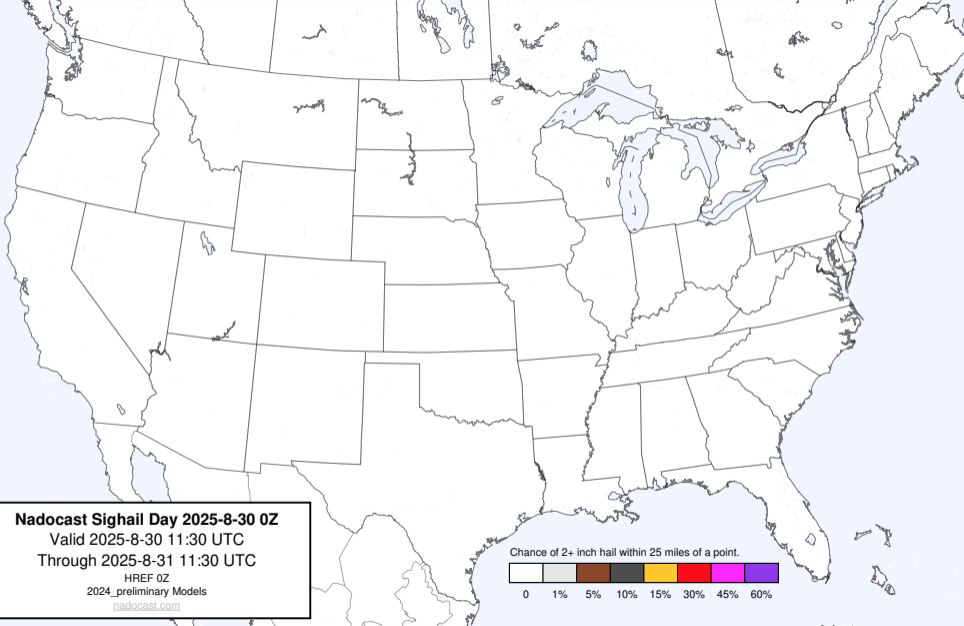 Nadocast Sighail Day 2025-8-30 0Z
Valid 2025-8-30 11:30 UTC
Through 2025-8-31 11:30 UTC
HREF 0Z
2024_preliminary Models
nadocast.com
Chance of 2+ inch hail within 25 miles of a point.
0 1% 5% 10% 15% 30% 45% 60%